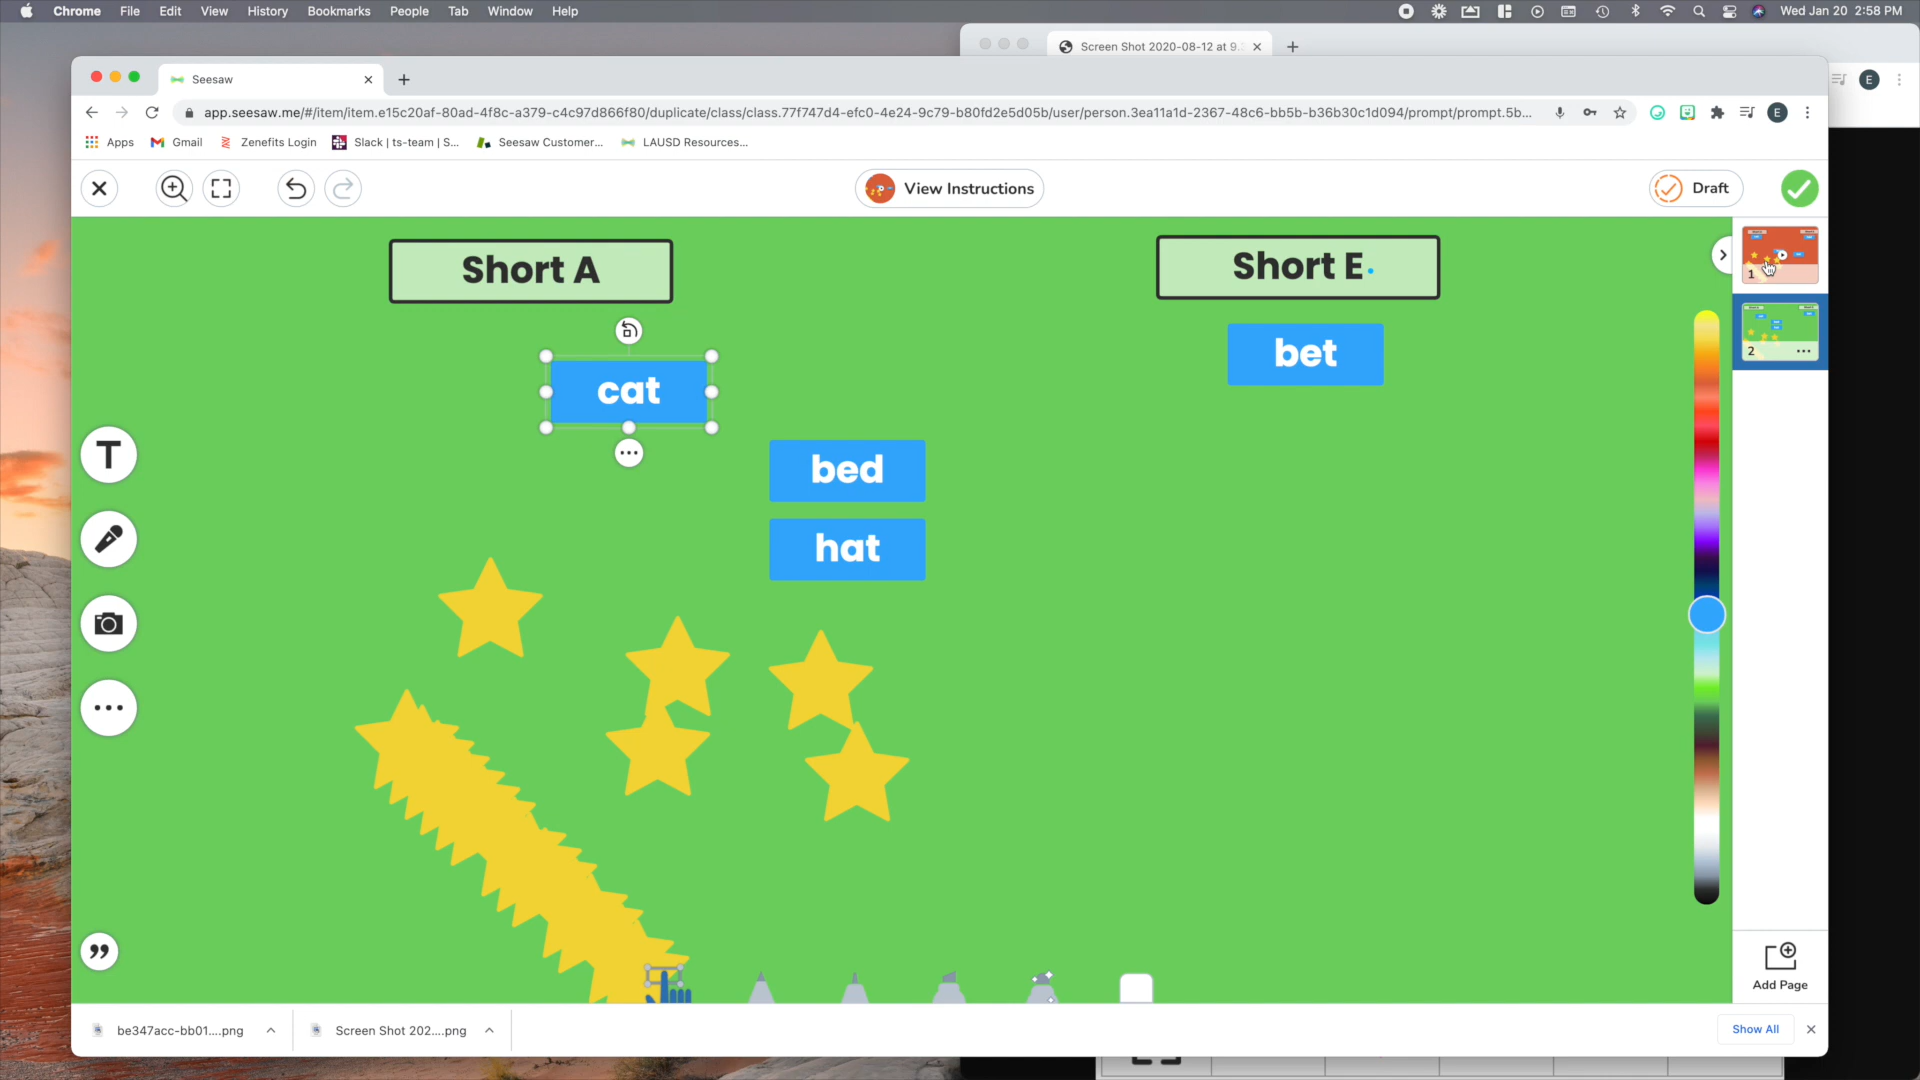 Chrome File Edit View History Bookmarks People Tab Window Help Wed Jan 20 2:58 PM
Screen Shot 2020-08-12 at 9.
Seesaw
E
app.seesaw.me/#/item/item.e15c20af-80ad-4f8c-a379-c4c97d866f80/duplicate/class/class.77f747d4-efc0-4e24-9c79-b80fd2e5d05b/user/person.3ea11a1d-2367-48c6-bb5b-b36b30c1d094/prompt/prompt.5b... E
Apps Gmail Zenefits Login Slack | ts-team | S... Seesaw Customer... LAUSD Resources...
View Instructions Draft
Short A Short E
1
bet
cat
2
T
bed
hat
Add Page
be347acc-bb01....png Screen Shot 202....png Show All